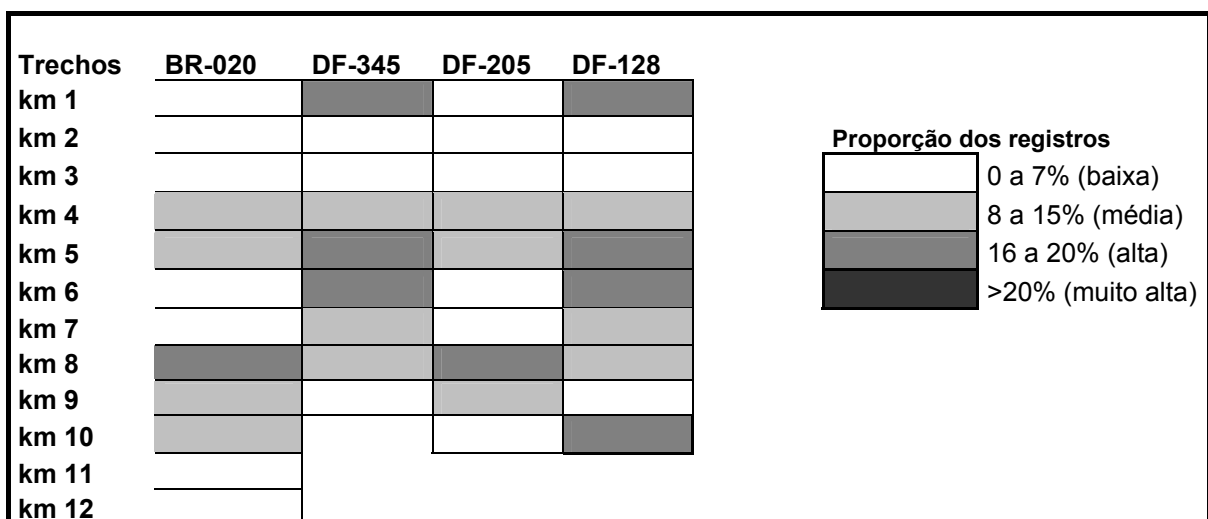 Trechos BR-020 DF-345 DF-205 DF-128
km 1
km 2
km 3
km 4
km 5
km 6
km 7
km 8
km 9
km 10
km 11
km 12
Proporção dos registros
0 a 7% (baixa)
8 a 15% (média)
16 a 20% (alta)
>20% (muito alta)